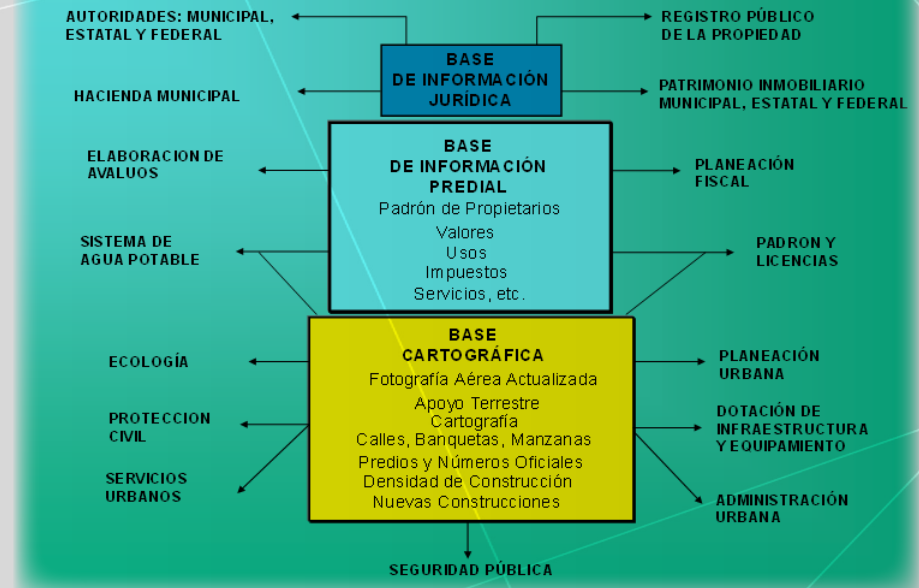 AUTORIDADES: MUNICIPAL,
ESTATAL Y FEDERAL
REGISTRO PÚBLICO
DE LA PROPIEDAD
BASE
DE INFORMACIÓN
JURÍDICA
HACIENDA MUNICIPAL
PATRIMONIO INMOBILIARIO
MUNICIPAL, ESTATAL Y FEDERAL
BASE
DE INFORMACIÓN
PREDIAL
Padrón de Propietarios
Valores
Usos
Impuestos
Servicios, etc.
ELABORACION DE
AVALUOS
PLANEACIÓN
FISCAL
SISTEMA DE
AGUA POTABLE
PADRON Y
LICENCIAS
BASE
CARTOGRÁFICA
Fotografía Aérea Actualizada
Apoyo Terrestre
Cartografía
Calles, Banquetas, Manzanas
Predios y Números Oficiales
Densidad de Construcción
Nuevas Construcciones
ECOLOGÍA
PLANEACIÓN
URBANA
PROTECCION
CIVIL
DOTACIÓN DE
INFRAESTRUCTURA
Y EQUIPAMIENTO
SERVICIOS
URBANOS
ADMINISTRACIÓN
URBANA
SEGURIDAD PÚBLICA